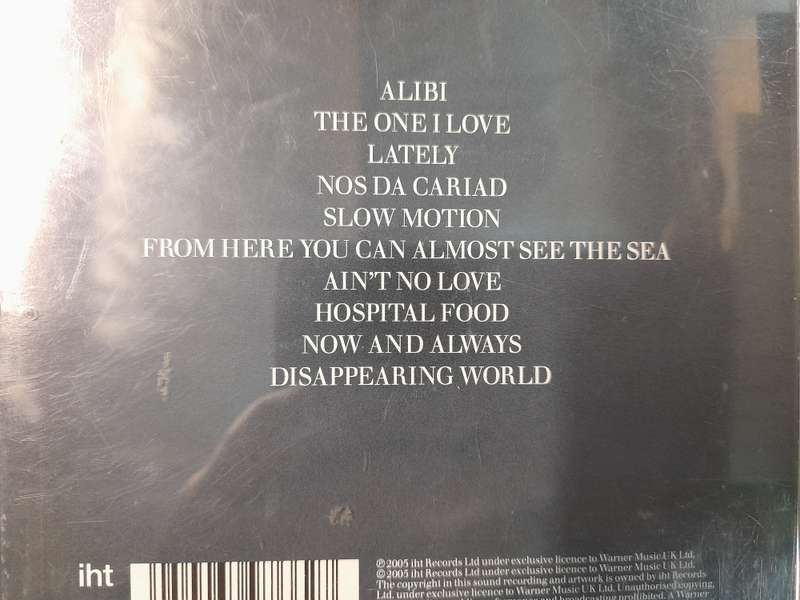 ALIBI
THE ONE I LOVE
LATELY
NOS DA CARIAD
SLOW MOTION
FROM HERE YOU CAN ALMOST SEE THE SEA
AIN'T NO LOVE
HOSPITAL FOOD
NOW AND ALWAYS
DISAPPEARING WORLD
iht
℗2005 iht Records Ltd under exclusive licence to Warner Music UK Ltd.
©2005 iht Records Ltd under exclusive licence to Warner Music UK Ltd.
The copyright in this sound recording and artwork is owned by iht Records
Ltd. under exclusive licence to Warner Music UK Ltd. Unauthorised copying,
broadcasting prohibited. A Warner